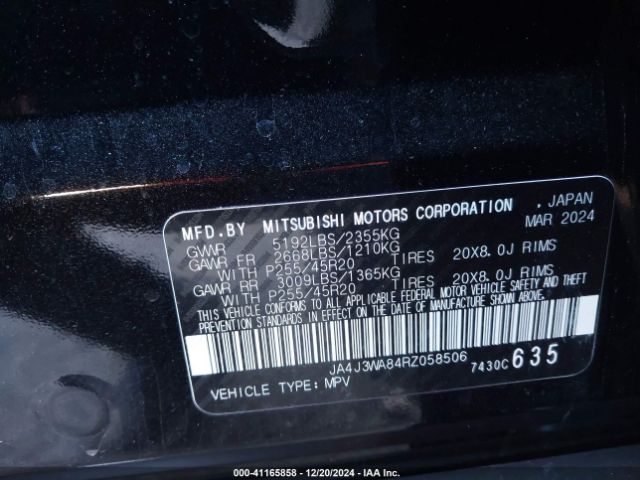 MFD.BY MITSUBISHI MOTORS CORPORATION , JAPAN
MAR 2024
GVWR 5192LBS/2355KG
GAWR FR 2668LBS/1210KG
WITH P255/45R20 TIRES 20X8.0J RIMS
GAWR RR 3009LBS/1365KG
WITH P255/45R20 TIRES 20X8.0J RIMS
THIS VEHICLE CONFORMS TO ALL APPLICABLE FEDERAL MOTOR VEHICLE SAFETY AND THEFT
PREVENTION STANDARDS IN EFFECT ON THE DATE OF MANUFACTURE SHOWN ABOVE.
JA4J3WA84RZ058506 7430C635
VEHICLE TYPE: MPV
00-41165858 - 12/20/2024 - IAA Inc.